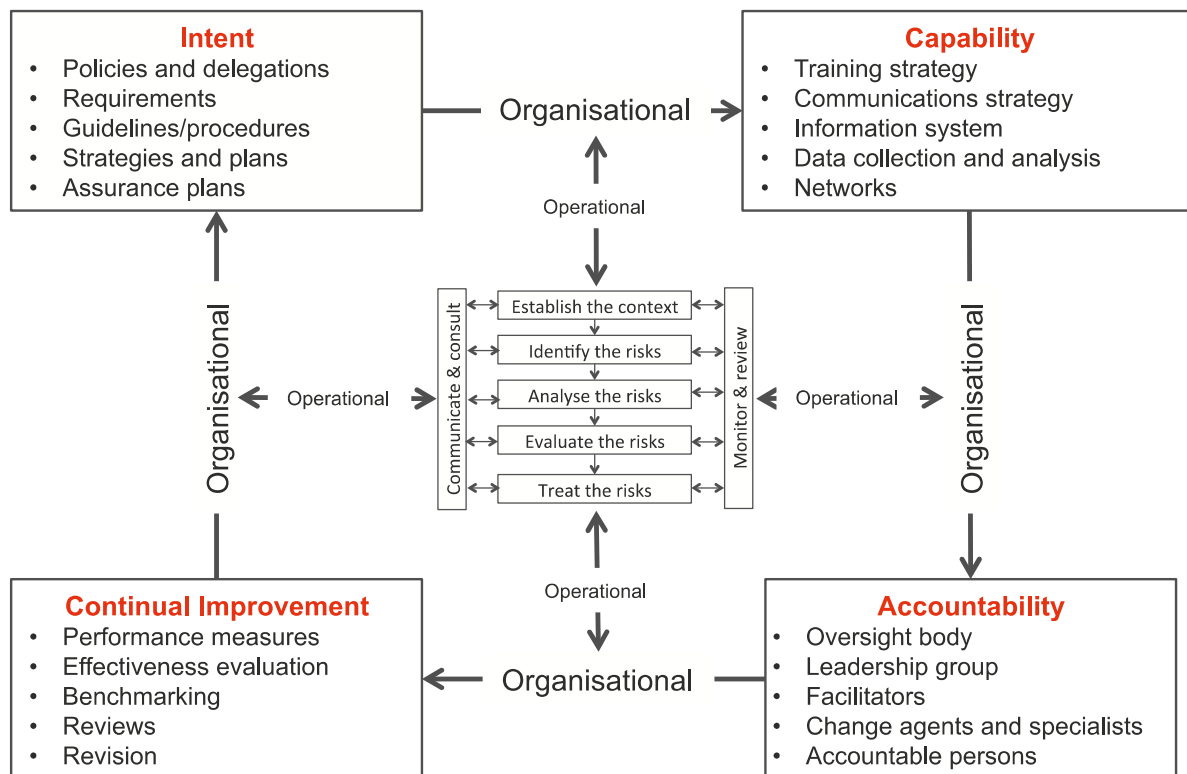 Intent
• Policies and delegations
• Requirements
• Guidelines/procedures
• Strategies and plans
• Assurance plans
Organisational
Capability
• Training strategy
• Communications strategy
• Information system
• Data collection and analysis
• Networks
Operational
Organisational
Operational
Communicate & consult
Establish the context
Identify the risks
Analyse the risks
Evaluate the risks
Treat the risks
Monitor & review
Operational
Organisational
Operational
Continual Improvement
• Performance measures
• Effectiveness evaluation
• Benchmarking
• Reviews
• Revision
Organisational
Accountability
• Oversight body
• Leadership group
• Facilitators
• Change agents and specialists
• Accountable persons